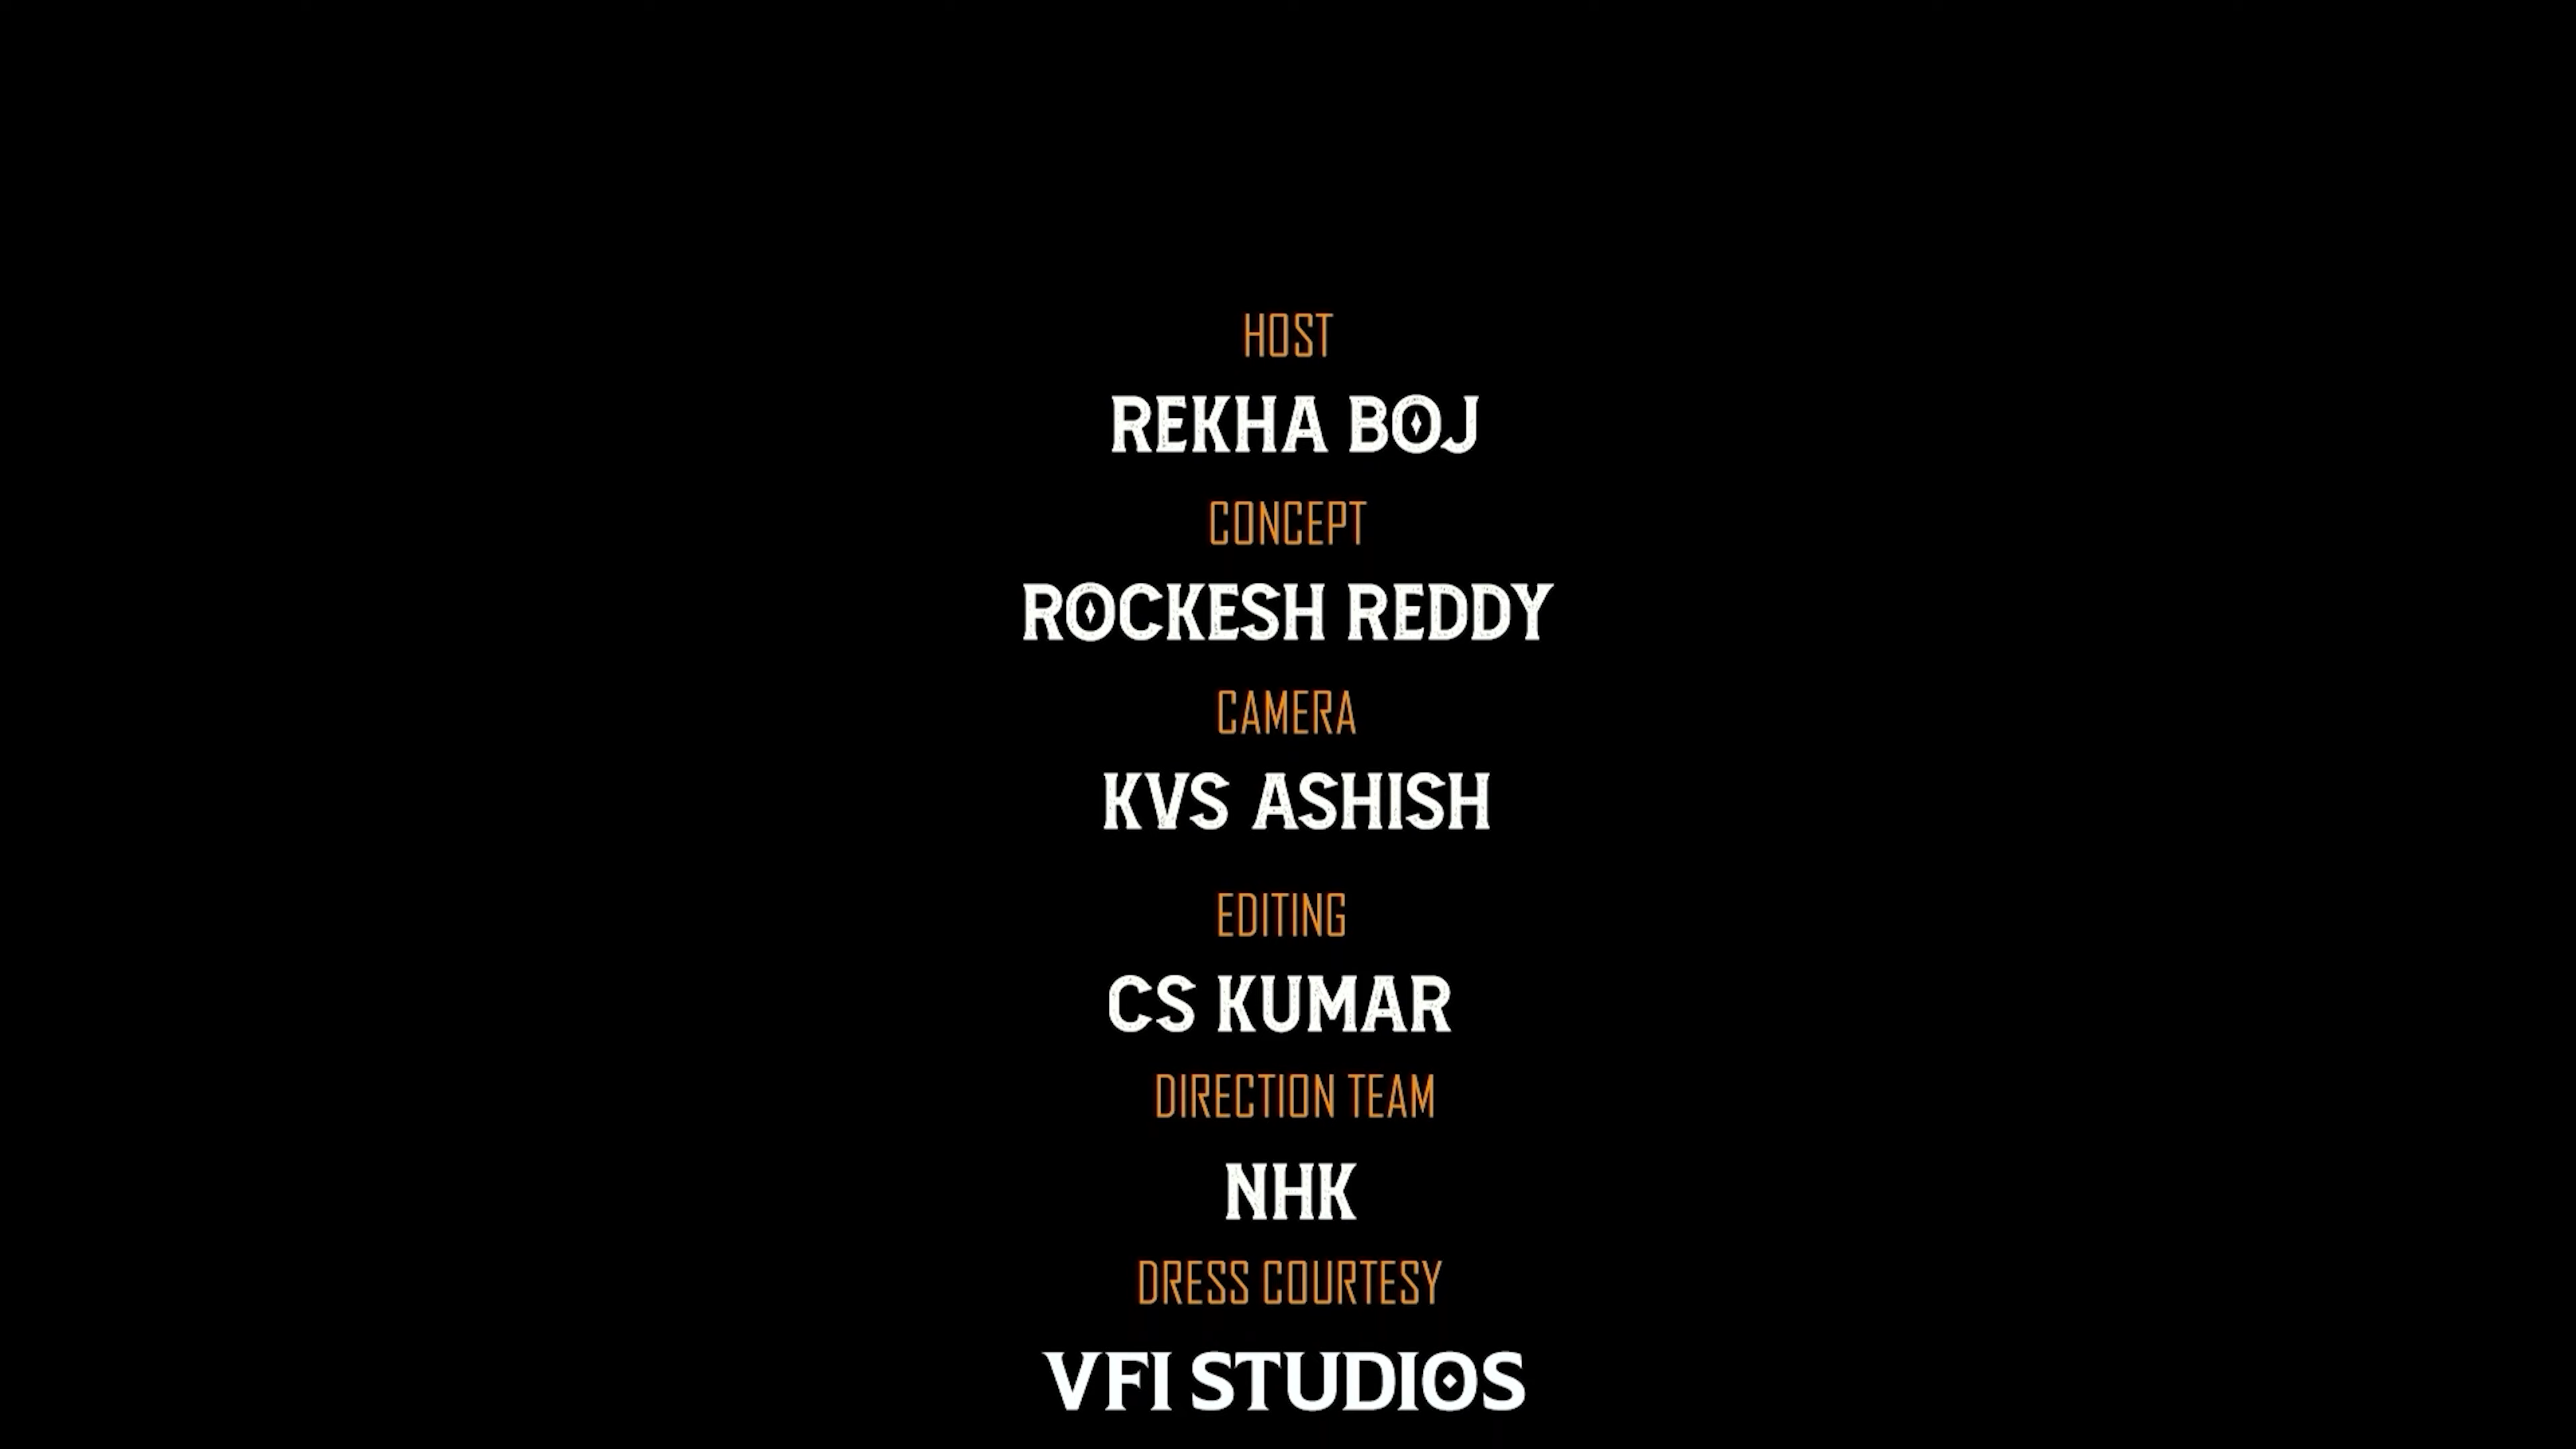 HOST
REKHA BOJ
CONCEPT
ROCKESH REDDY
CAMERA
KVS ASHISH
EDITING
CS KUMAR
DIRECTION TEAM
NHK
DRESS COURTESY
VFI STUDIOS